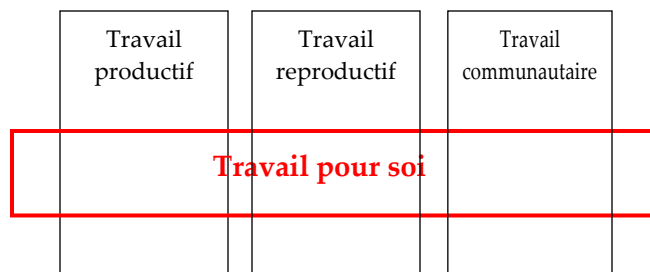 Travail
productif
Travail
reproductif
Travail
communautaire
Travail pour soi